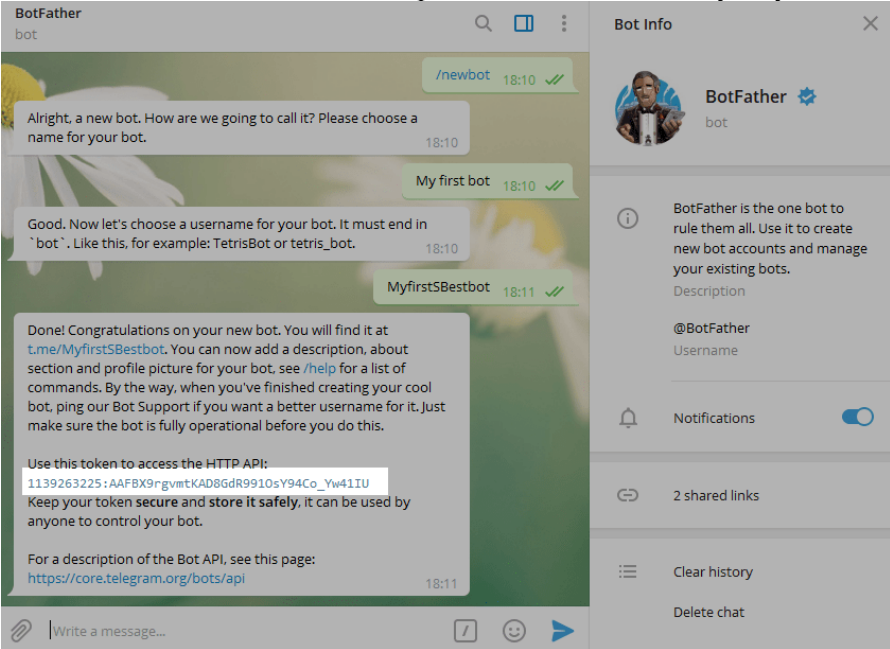 BotFather
bot
/newbot 18:10
Alright, a new bot. How are we going to call it? Please choose a
name for your bot.
18:10
My first bot 18:10
Good. Now let's choose a username for your bot. It must end in
`bot`. Like this, for example: TetrisBot or tetris_bot.
18:10
MyfirstSBestbot 18:11
Done! Congratulations on your new bot. You will find it at
t.me/MyfirstSBestbot. You can now add a description, about
section and profile picture for your bot, see /help for a list of
commands. By the way, when you've finished creating your cool
bot, ping our Bot Support if you want a better username for it. Just
make sure the bot is fully operational before you do this.
Use this token to access the HTTP API:
1139263225:AAFBX9rgvmtKAD8GdR991OsY94Co_Yw41IU
Keep your token secure and store it safely, it can be used by
anyone to control your bot.
For a description of the Bot API, see this page:
https://core.telegram.org/bots/api
18:11
Write a message...
/
Bot Info
BotFather
bot
BotFather is the one bot to
rule them all. Use it to create
new bot accounts and manage
your existing bots.
Description
@BotFather
Username
Notifications
2 shared links
Clear history
Delete chat